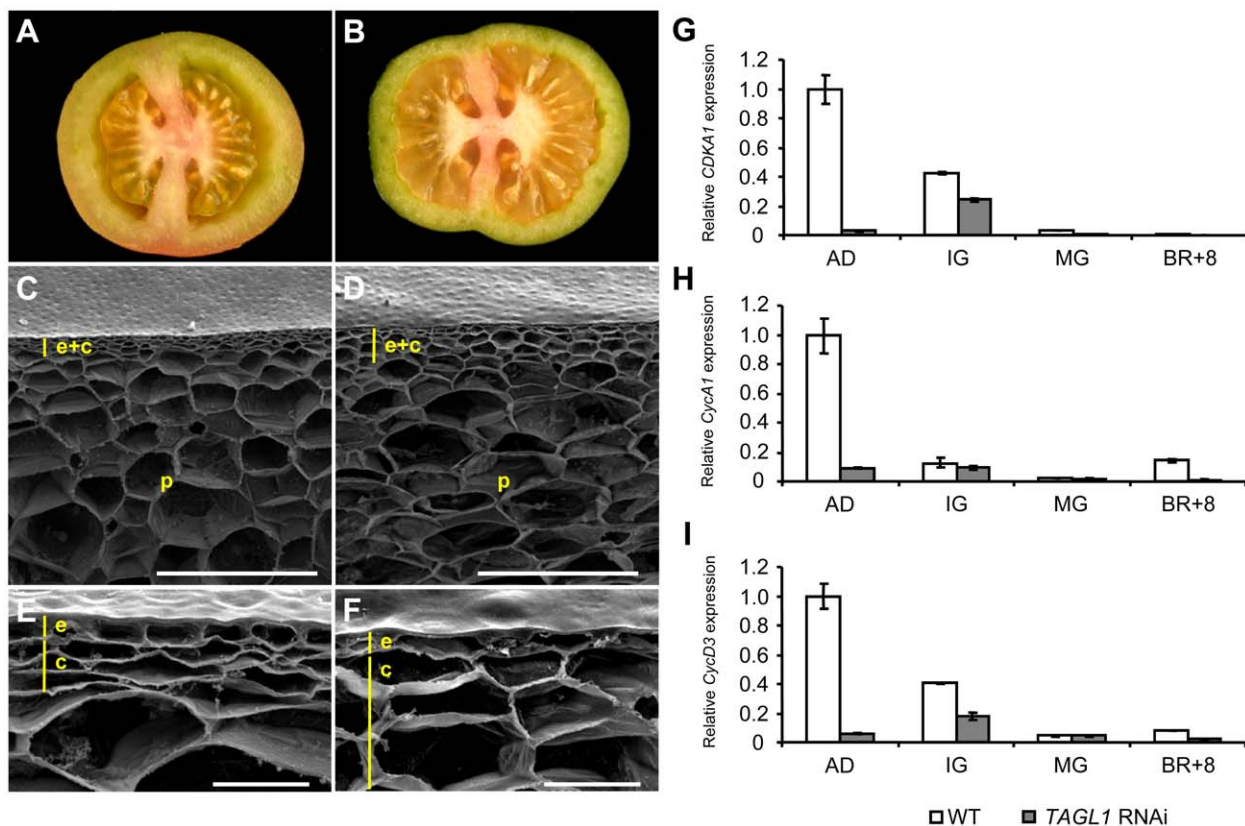 A
B
C
e+c
p
D
e+c
p
E
e
c
F
e
c
G
Relative CDKA1 expression
1.2
1.0
0.8
0.6
0.4
0.2
0
AD IG MG BR+8
H
Relative CycA1 expression
1.2
1.0
0.8
0.6
0.4
0.2
0
AD IG MG BR+8
I
Relative CycD3 expression
1.2
1.0
0.8
0.6
0.4
0.2
0
AD IG MG BR+8
WT TAGL1 RNAi